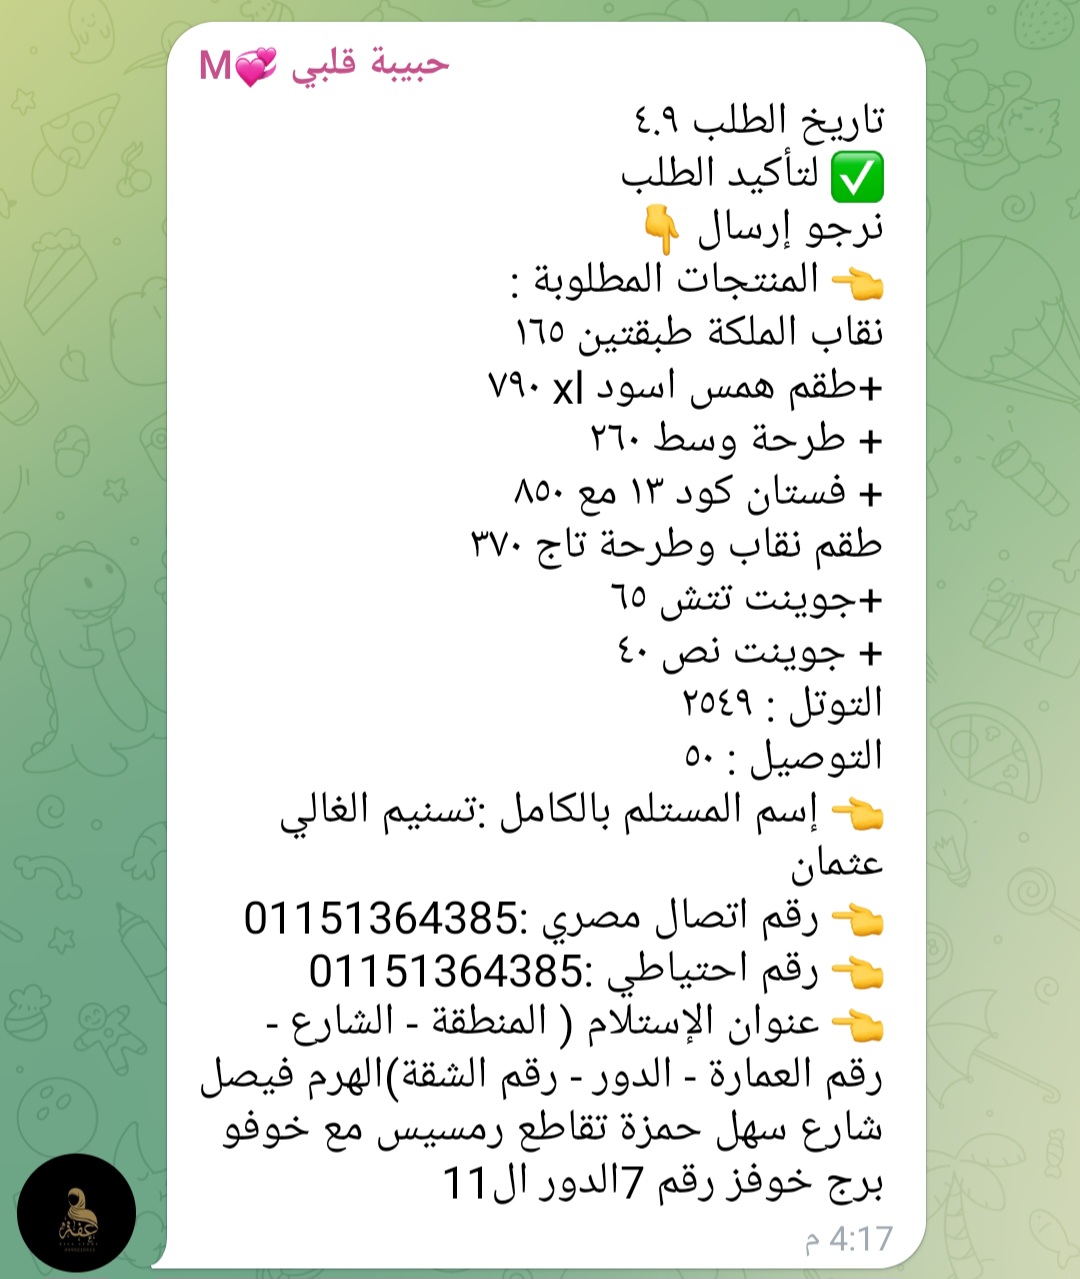 حبيبة قلبي M💞
تاريخ الطلب ٤.٩
✅ لتأكيد الطلب
نرجو إرسال 👇
👈 المنتجات المطلوبة :
نقاب الملكة طبقتين ١٦٥
+طقم همس اسود xl ٧٩٠
+ طرحة وسط ٢٦٠
+ فستان كود ١٣ مع ٨٥٠
طقم نقاب وطرحة تاج ٣٧٠
+جوينت تتش ٦٥
+ جوينت نص ٤٠
التوتل : ٢٥٤٩
التوصيل : ٥٠
👈 إسم المستلم بالكامل :تسنيم الغالي
عثمان
👈 رقم اتصال مصري :01151364385
👈 رقم احتياطي :01151364385
👈 عنوان الإستلام ( المنطقة - الشارع -
رقم العمارة - الدور - رقم الشقة)الهرم فيصل
شارع سهل حمزة تقاطع رمسيس مع خوفو
برج خوفز رقم 7الدور ال11
4:17 م
عفة